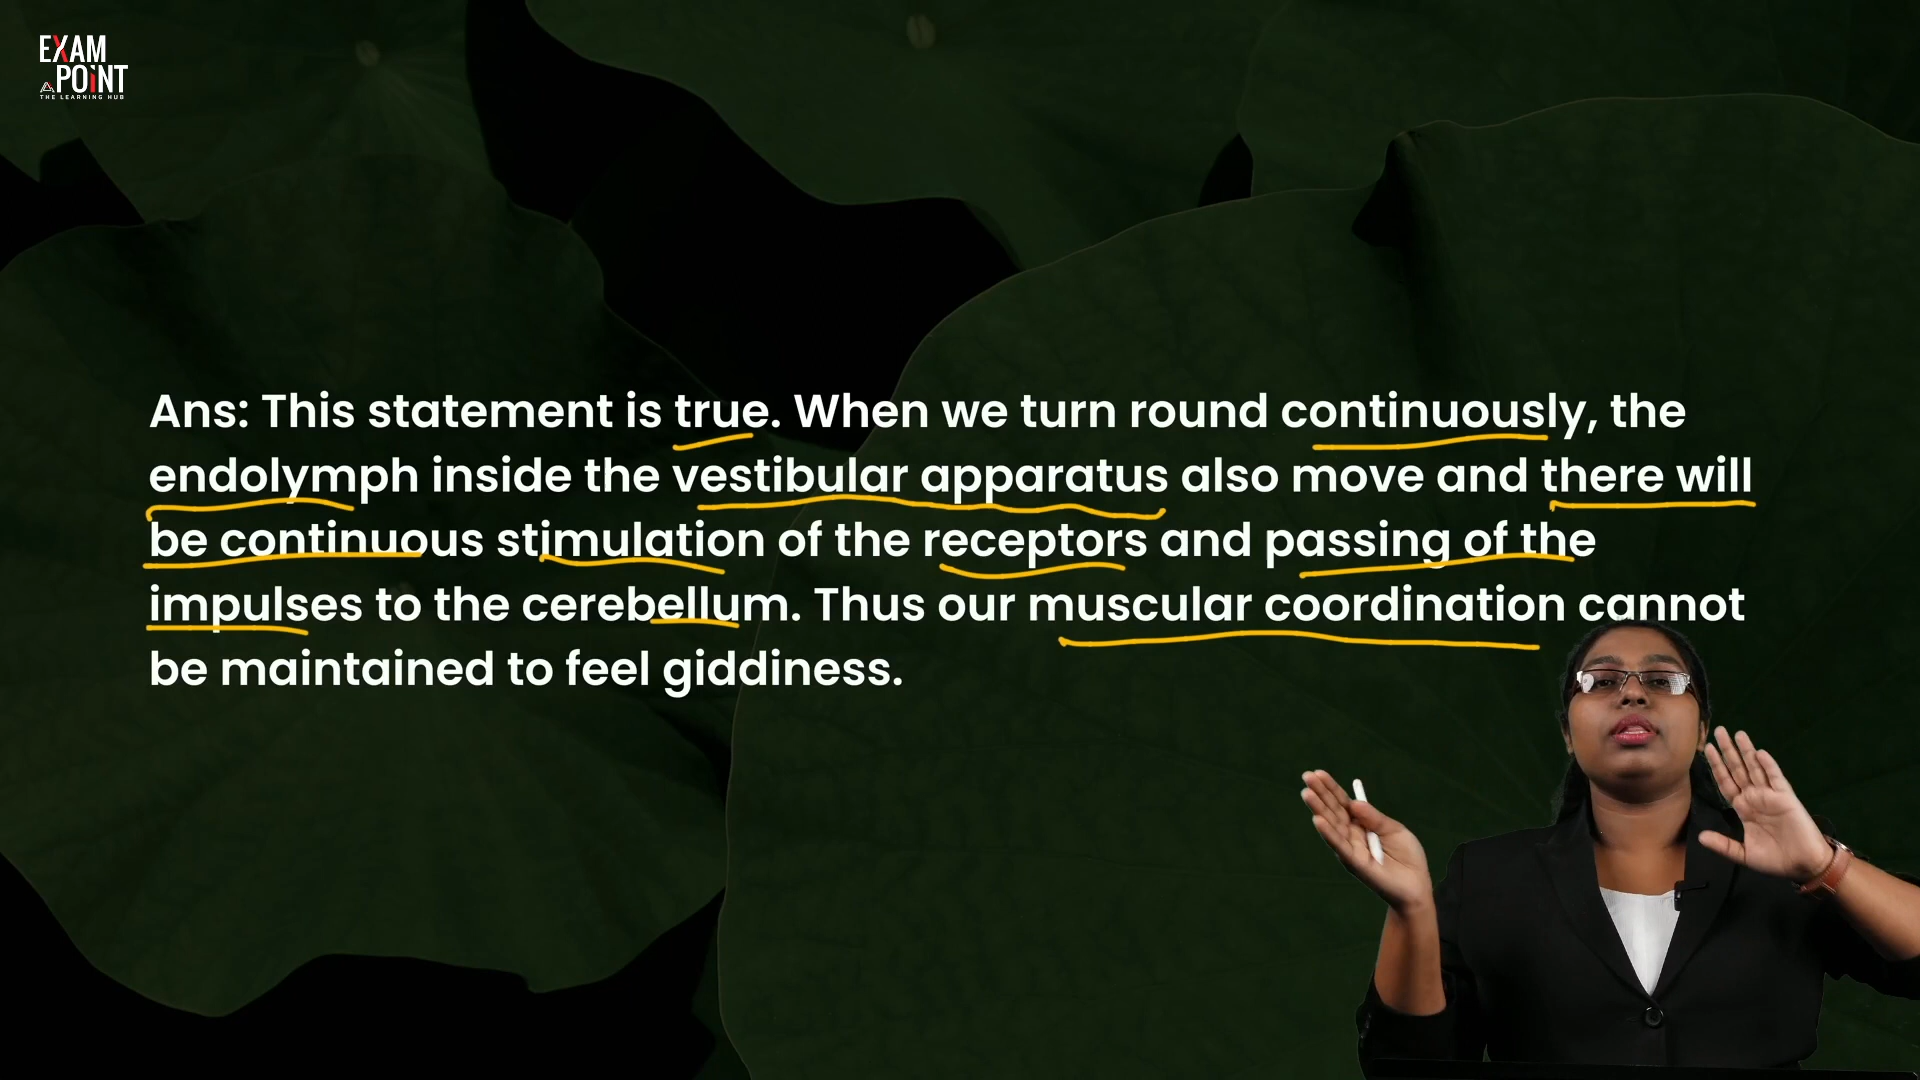 EXAM
POINT
THE LEARNING HUB
Ans: This statement is true. When we turn round continuously, the
endolymph inside the vestibular apparatus also move and there will
be continuous stimulation of the receptors and passing of the
impulses to the cerebellum. Thus our muscular coordination cannot
be maintained to feel giddiness.